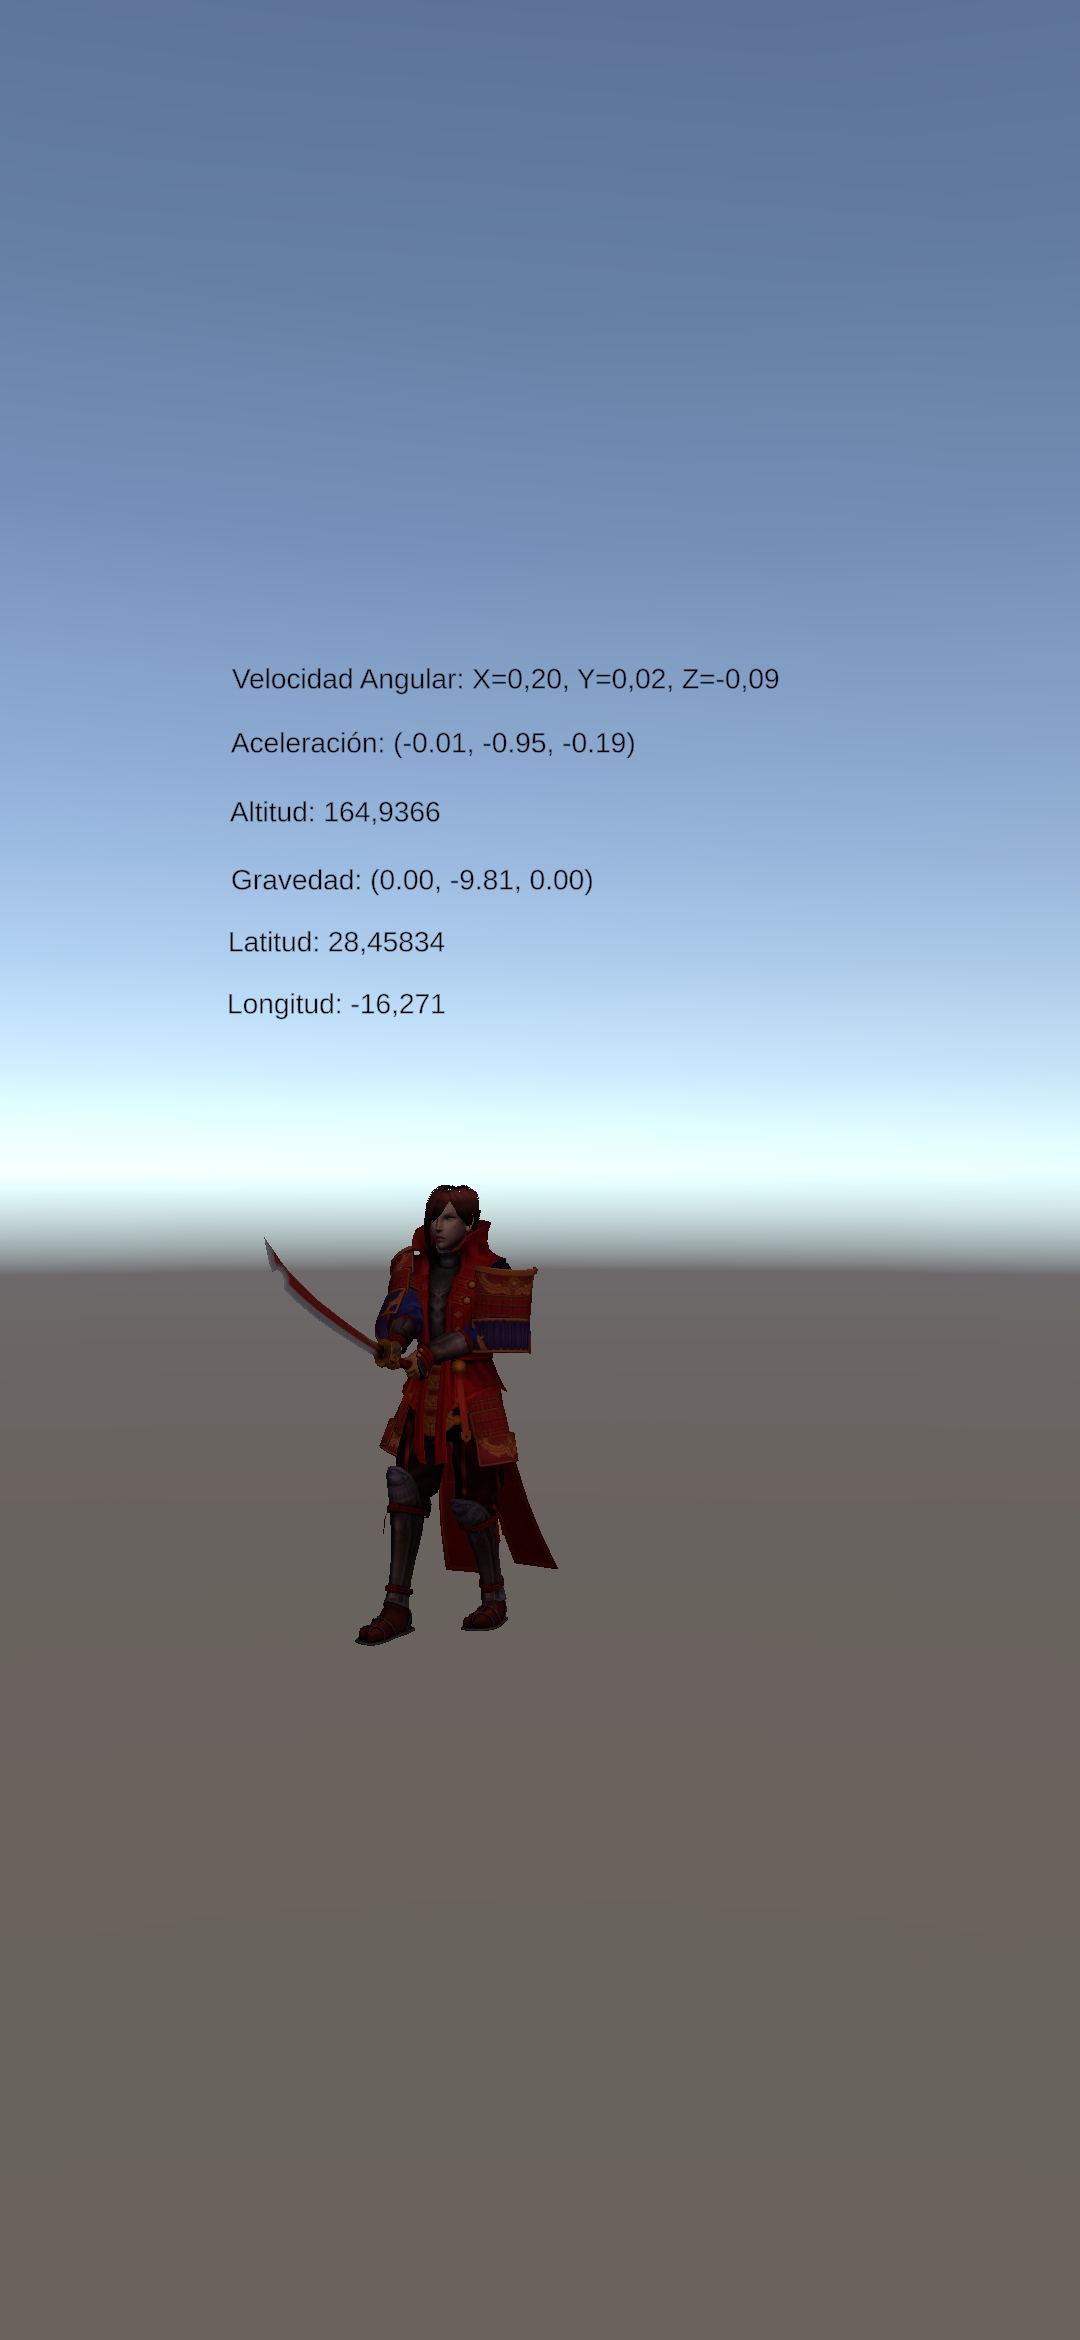 Velocidad Angular: X=0,20, Y=0,02, Z=-0,09
Aceleración: (-0.01, -0.95, -0.19)
Altitud: 164,9366
Gravedad: (0.00, -9.81, 0.00)
Latitud: 28,45834
Longitud: -16,271